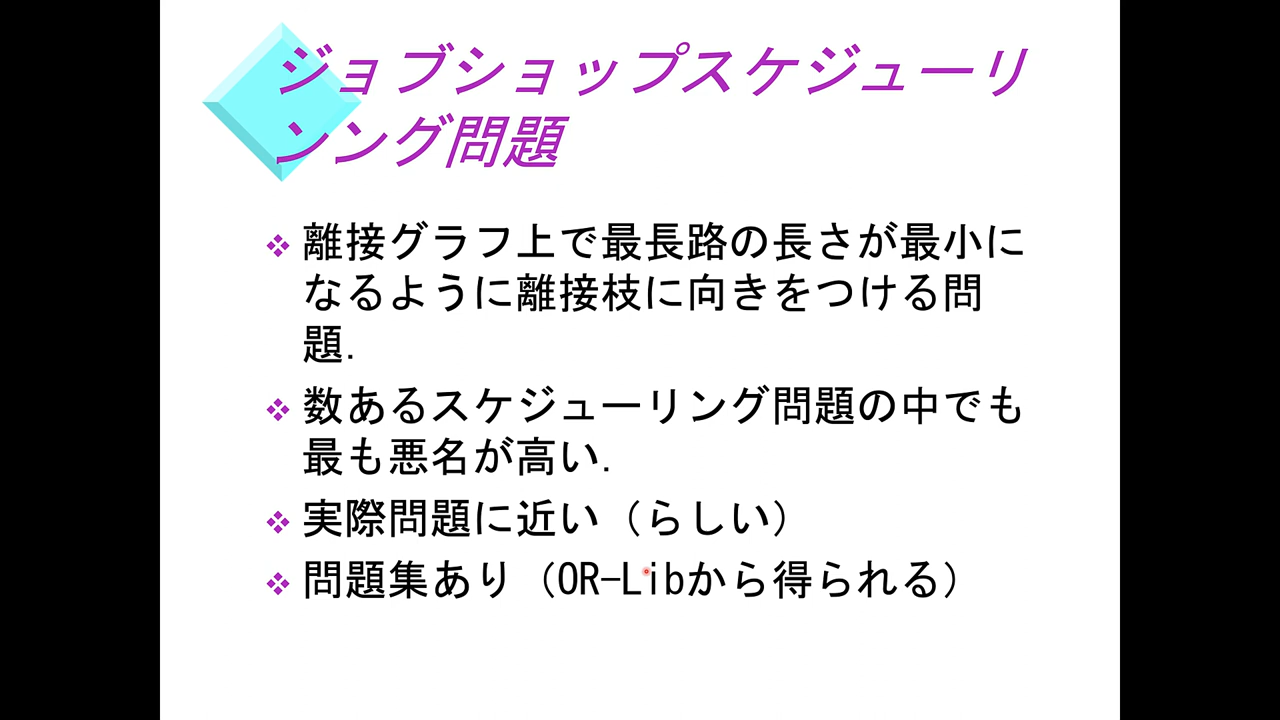 ジョブショップスケジューリ
ング問題
離接グラフ上で最長路の長さが最小に
なるように離接枝に向きをつける問
題.
数あるスケジューリング問題の中でも
最も悪名が高い.
実際問題に近い（らしい）
問題集あり（OR-Libから得られる）